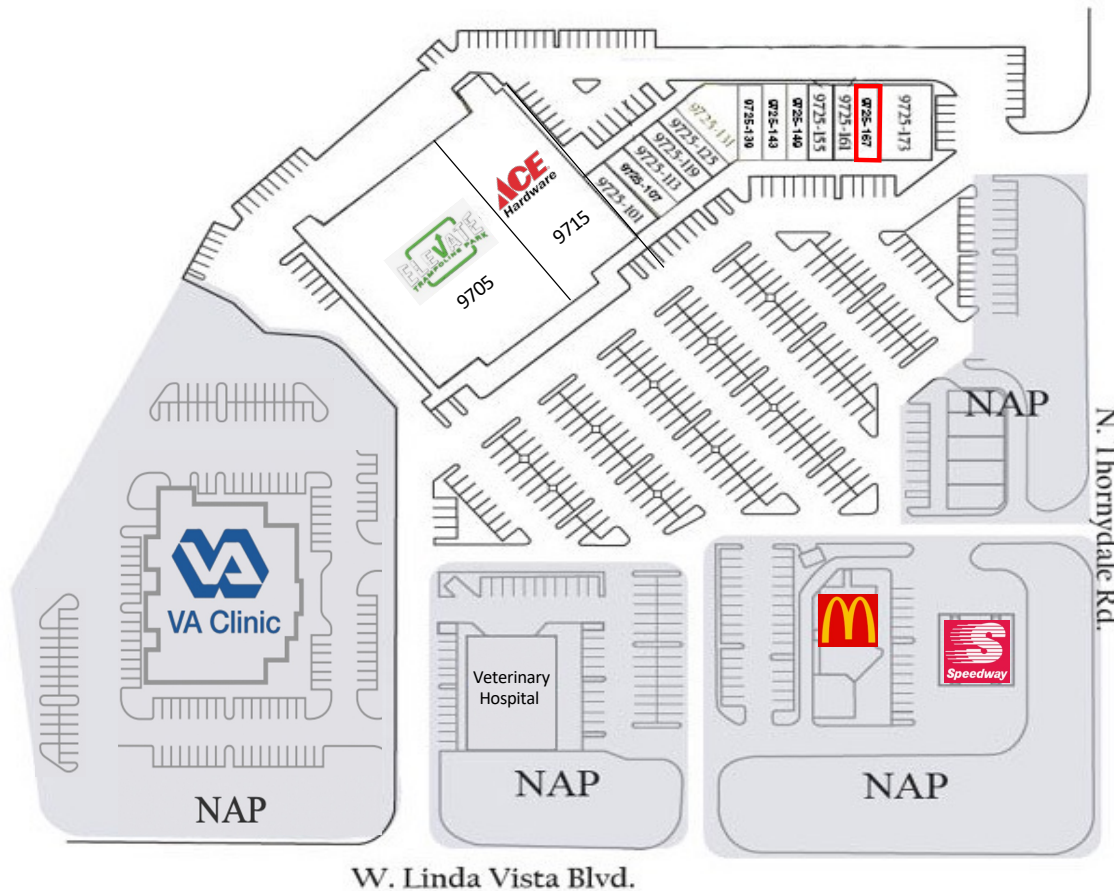 9725-131
9725-125
9725-119
9725-113
9725-107
9725-101
9725-139
9725-143
9725-149
9725-155
9725-161
9725-167
9725-173
ACE
Hardware
9715
ELEVATE
TRAMPOLINE PARK
9705
NAP
N. Thornydale Rd.
VA Clinic
NAP
Veterinary
Hospital
NAP
M
S
Speedway
NAP
W. Linda Vista Blvd.